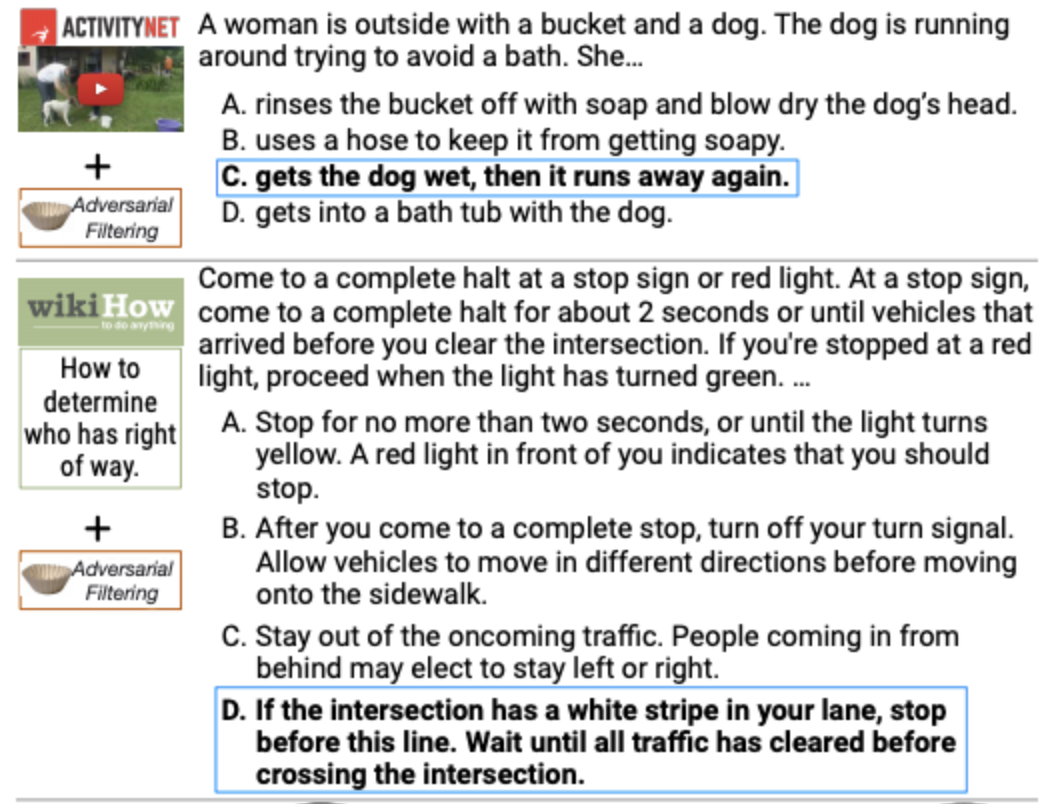 ACTIVITYNET
A woman is outside with a bucket and a dog. The dog is running
around trying to avoid a bath. She...
A. rinses the bucket off with soap and blow dry the dog's head.
B. uses a hose to keep it from getting soapy.
C. gets the dog wet, then it runs away again.
D. gets into a bath tub with the dog.
+
Adversarial
Filtering
wikiHow
to do anything
How to
determine
who has right
of way.
+
Adversarial
Filtering
Come to a complete halt at a stop sign or red light. At a stop sign,
come to a complete halt for about 2 seconds or until vehicles that
arrived before you clear the intersection. If you're stopped at a red
light, proceed when the light has turned green. ...
A. Stop for no more than two seconds, or until the light turns
yellow. A red light in front of you indicates that you should
stop.
B. After you come to a complete stop, turn off your turn signal.
Allow vehicles to move in different directions before moving
onto the sidewalk.
C. Stay out of the oncoming traffic. People coming in from
behind may elect to stay left or right.
D. If the intersection has a white stripe in your lane, stop
before this line. Wait until all traffic has cleared before
crossing the intersection.